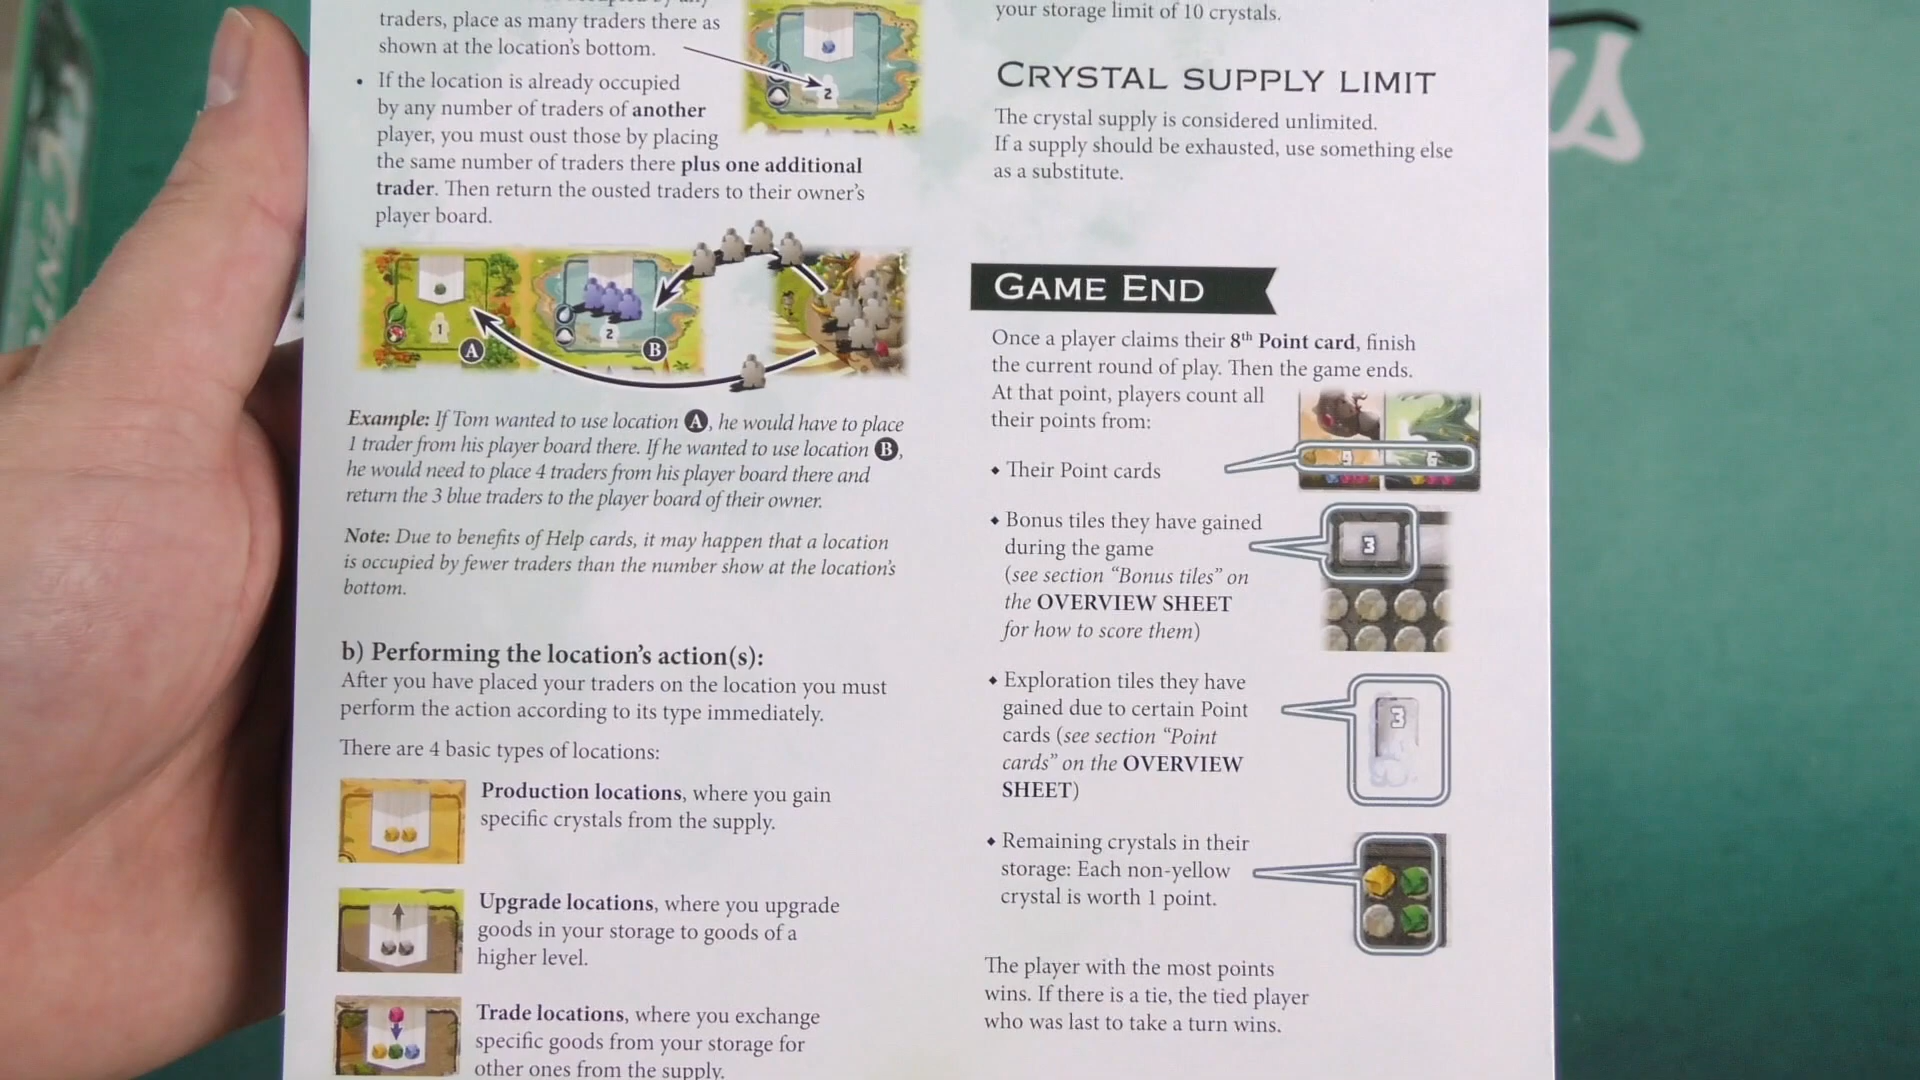 traders, place as many traders there as
shown at the location's bottom.
2
• If the location is already occupied
by any number of traders of another
player, you must oust those by placing
the same number of traders there plus one additional
trader. Then return the ousted traders to their owner's
player board.
1
A
2
B
Example: If Tom wanted to use location A, he would have to place
1 trader from his player board there. If he wanted to use location B,
he would need to place 4 traders from his player board there and
return the 3 blue traders to the player board of their owner.
Note: Due to benefits of Help cards, it may happen that a location
is occupied by fewer traders than the number show at the location's
bottom.
b) Performing the location's action(s):
After you have placed your traders on the location you must
perform the action according to its type immediately.
There are 4 basic types of locations:
Production locations, where you gain
specific crystals from the supply.
Upgrade locations, where you upgrade
goods in your storage to goods of a
higher level.
Trade locations, where you exchange
specific goods from your storage for
other ones from the supply.
your storage limit of 10 crystals.
CRYSTAL SUPPLY LIMIT
The crystal supply is considered unlimited.
If a supply should be exhausted, use something else
as a substitute.
GAME END
Once a player claims their 8th Point card, finish
the current round of play. Then the game ends.
At that point, players count all
their points from:
◆ Their Point cards
◆ Bonus tiles they have gained
during the game
(see section "Bonus tiles" on
the OVERVIEW SHEET
for how to score them)
3
◆ Exploration tiles they have
gained due to certain Point
cards (see section "Point
cards" on the OVERVIEW
SHEET)
3
◆ Remaining crystals in their
storage: Each non-yellow
crystal is worth 1 point.
The player with the most points
wins. If there is a tie, the tied player
who was last to take a turn wins.